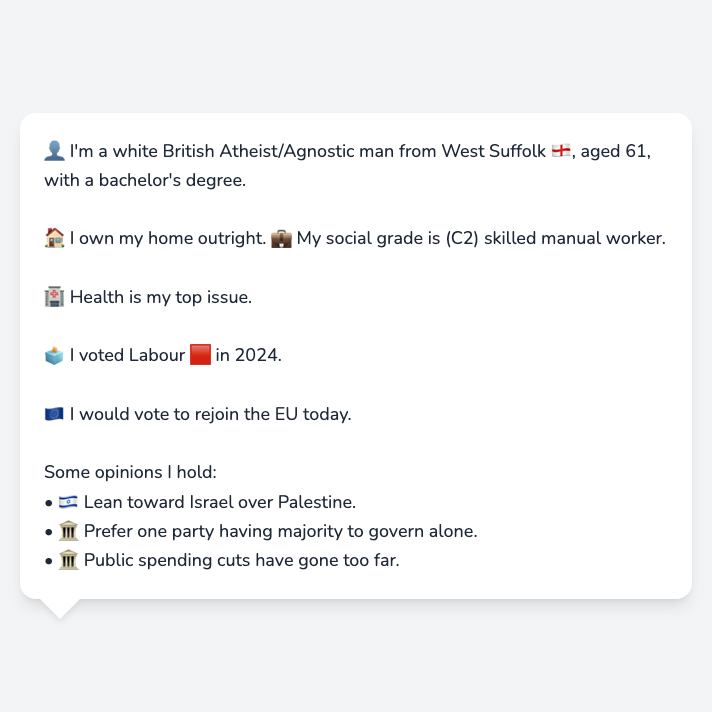 👤 I'm a white British Atheist/Agnostic man from West Suffolk 🏴󠁧󠁢󠁥󠁮󠁧󠁿, aged 61,
with a bachelor's degree.
🏠 I own my home outright. 💼 My social grade is (C2) skilled manual worker.
🏥 Health is my top issue.
🗳️ I voted Labour 🟥 in 2024.
🇪🇺 I would vote to rejoin the EU today.
Some opinions I hold:
• 🇮🇱 Lean toward Israel over Palestine.
• 🏛️ Prefer one party having majority to govern alone.
• 🏛️ Public spending cuts have gone too far.